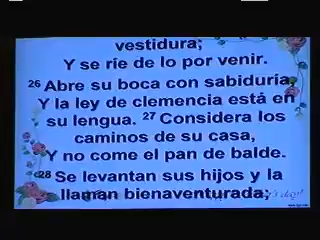 vestidura;
Y se ríe de lo por venir.
26 Abre su boca con sabiduría,
Y la ley de clemencia está en
su lengua. 27 Considera los
caminos de su casa,
Y no come el pan de balde.
28 Se levantan sus hijos y la
llaman bienaventurada;